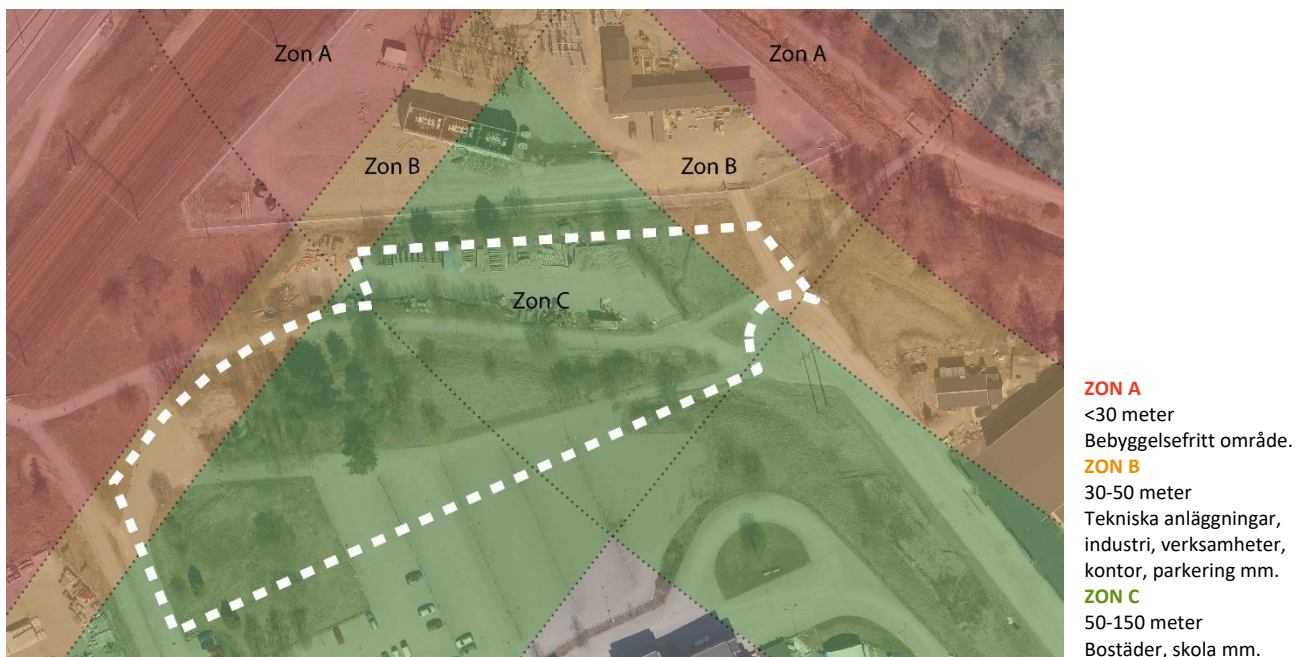 Zon A
Zon A
Zon B
Zon B
Zon C
ZON A
<30 meter
Bebyggelsefritt område.
ZON B
30-50 meter
Tekniska anläggningar,
industri, verksamheter,
kontor, parkering mm.
ZON C
50-150 meter
Bostäder, skola mm.